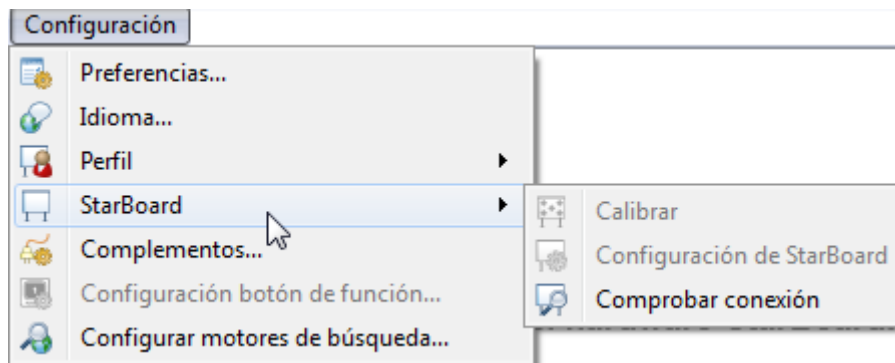 Configuración
Preferencias...
Idioma...
Perfil
StarBoard
Complementos...
Configuración botón de función...
Configurar motores de búsqueda...
Calibrar
Configuración de StarBoard
Comprobar conexión